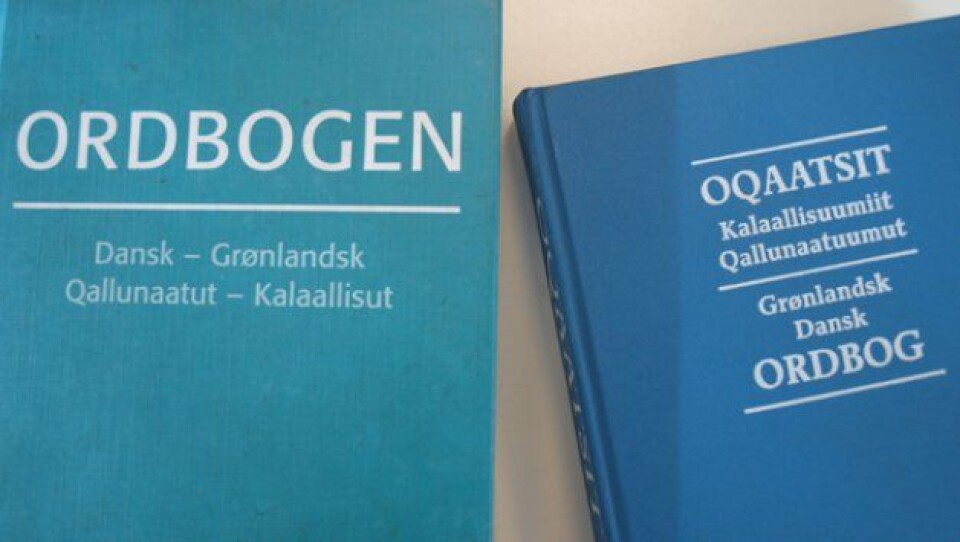 ORDBOGEN
Dansk – Grønlandsk
Qallunaatut – Kalaallisut
OQAATSIT
Kalaallisuumiit
Qallunaatuumut
Grønlandsk
Dansk
ORDBOG